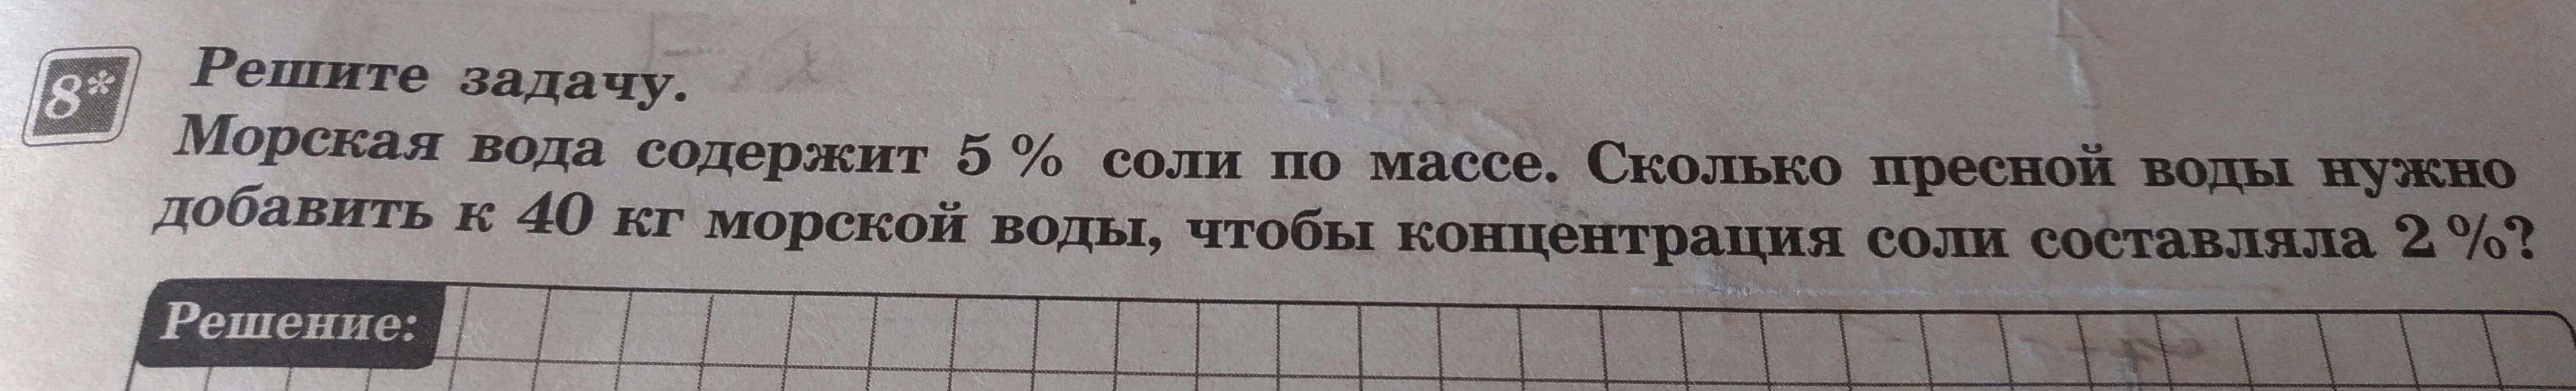 8*
Решите задачу.
Морская вода содержит 5 % соли по массе. Сколько пресной воды нужно
добавить к 40 кг морской воды, чтобы концентрация соли составляла 2 %?
Решение: